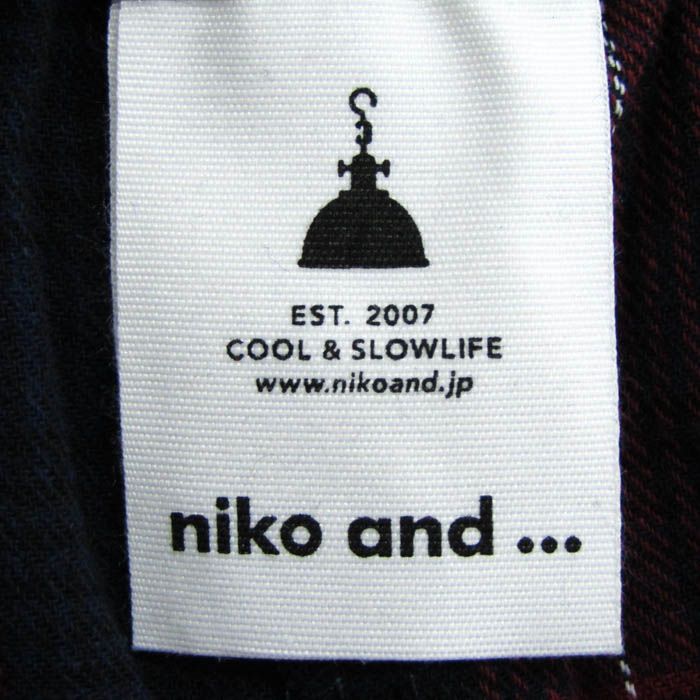 EST. 2007
COOL & SLOWLIFE
www.nikoand.jp
niko and ...